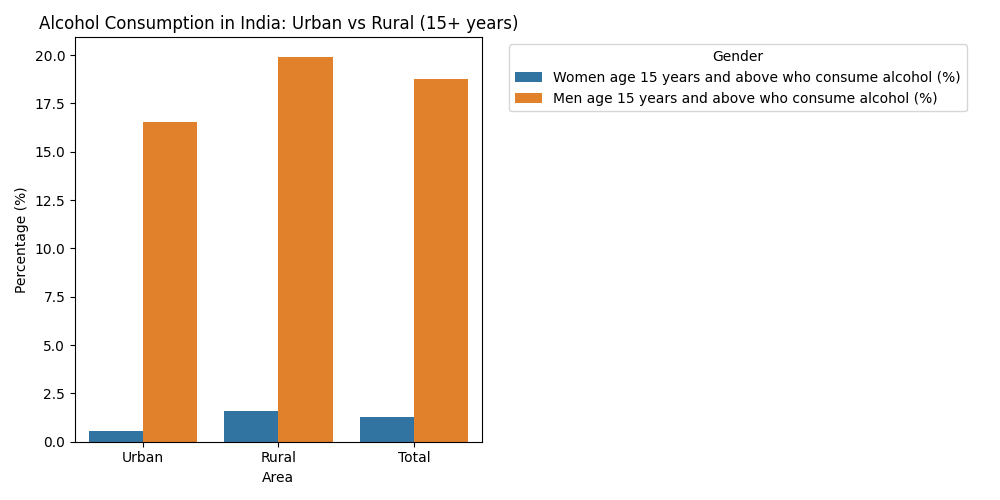 Alcohol Consumption in India: Urban vs Rural (15+ years)
Percentage (%)
20.0
17.5
15.0
12.5
10.0
7.5
5.0
2.5
0.0
Urban
Rural
Total
Area
Gender
Women age 15 years and above who consume alcohol (%)
Men age 15 years and above who consume alcohol (%)